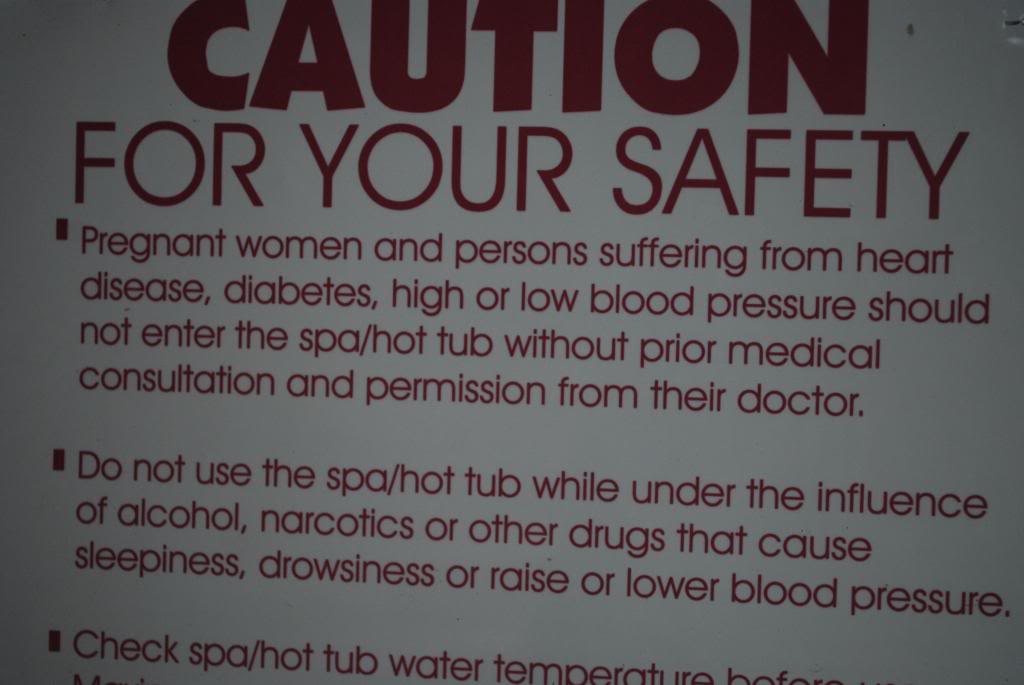 CAUTION
FOR YOUR SAFETY
Pregnant women and persons suffering from heart
disease, diabetes, high or low blood pressure should
not enter the spa/hot tub without prior medical
consultation and permission from their doctor.
Do not use the spa/hot tub while under the influence
of alcohol, narcotics or other drugs that cause
sleepiness, drowsiness or raise or lower blood pressure.
Check spa/hot tub water temperature before